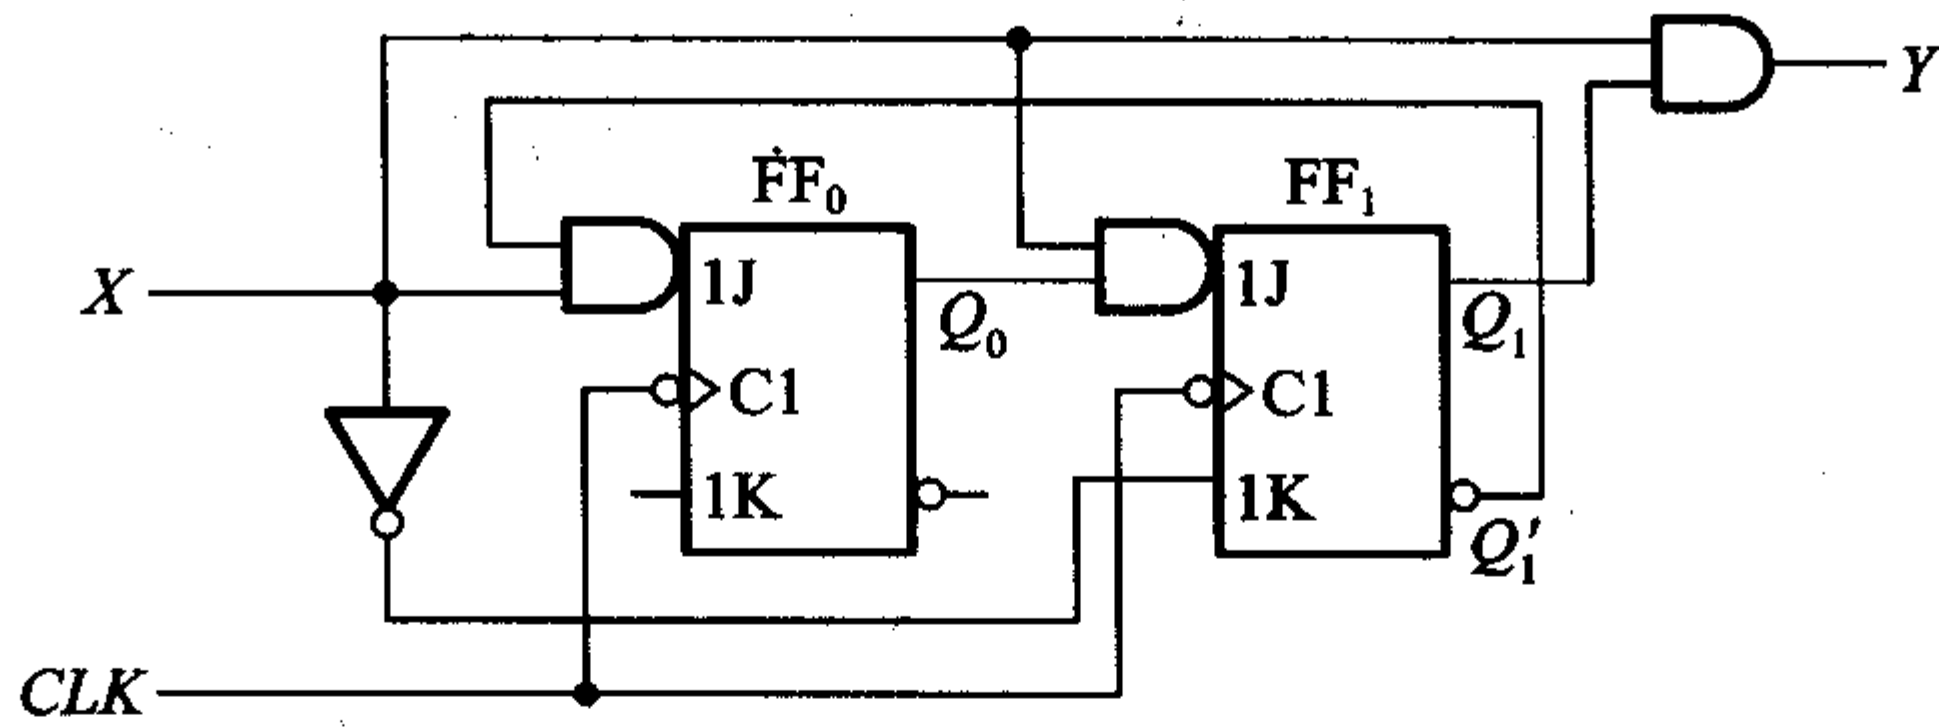 Y
FF₀ FF₁
X 1J Q₀ 1J Q₁
C1 C1
1K 1K
Q₁′
CLK